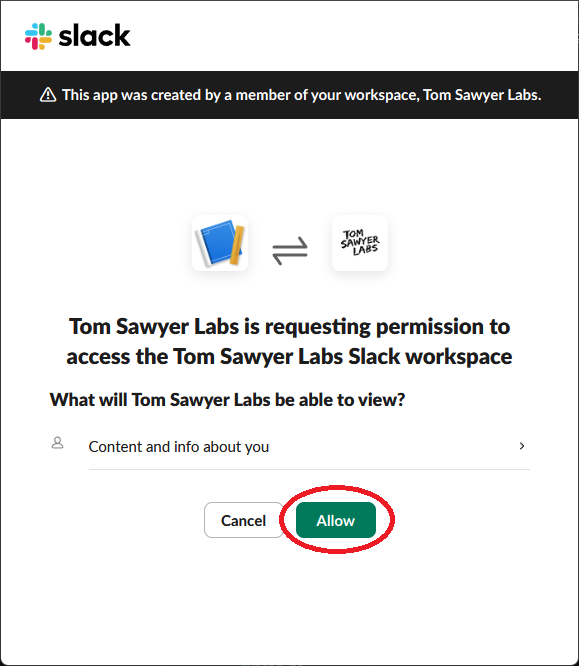 slack
This app was created by a member of your workspace, Tom Sawyer Labs.
TOM
SAWYER
LABS
Tom Sawyer Labs is requesting permission to
access the Tom Sawyer Labs Slack workspace
What will Tom Sawyer Labs be able to view?
Content and info about you
Cancel
Allow